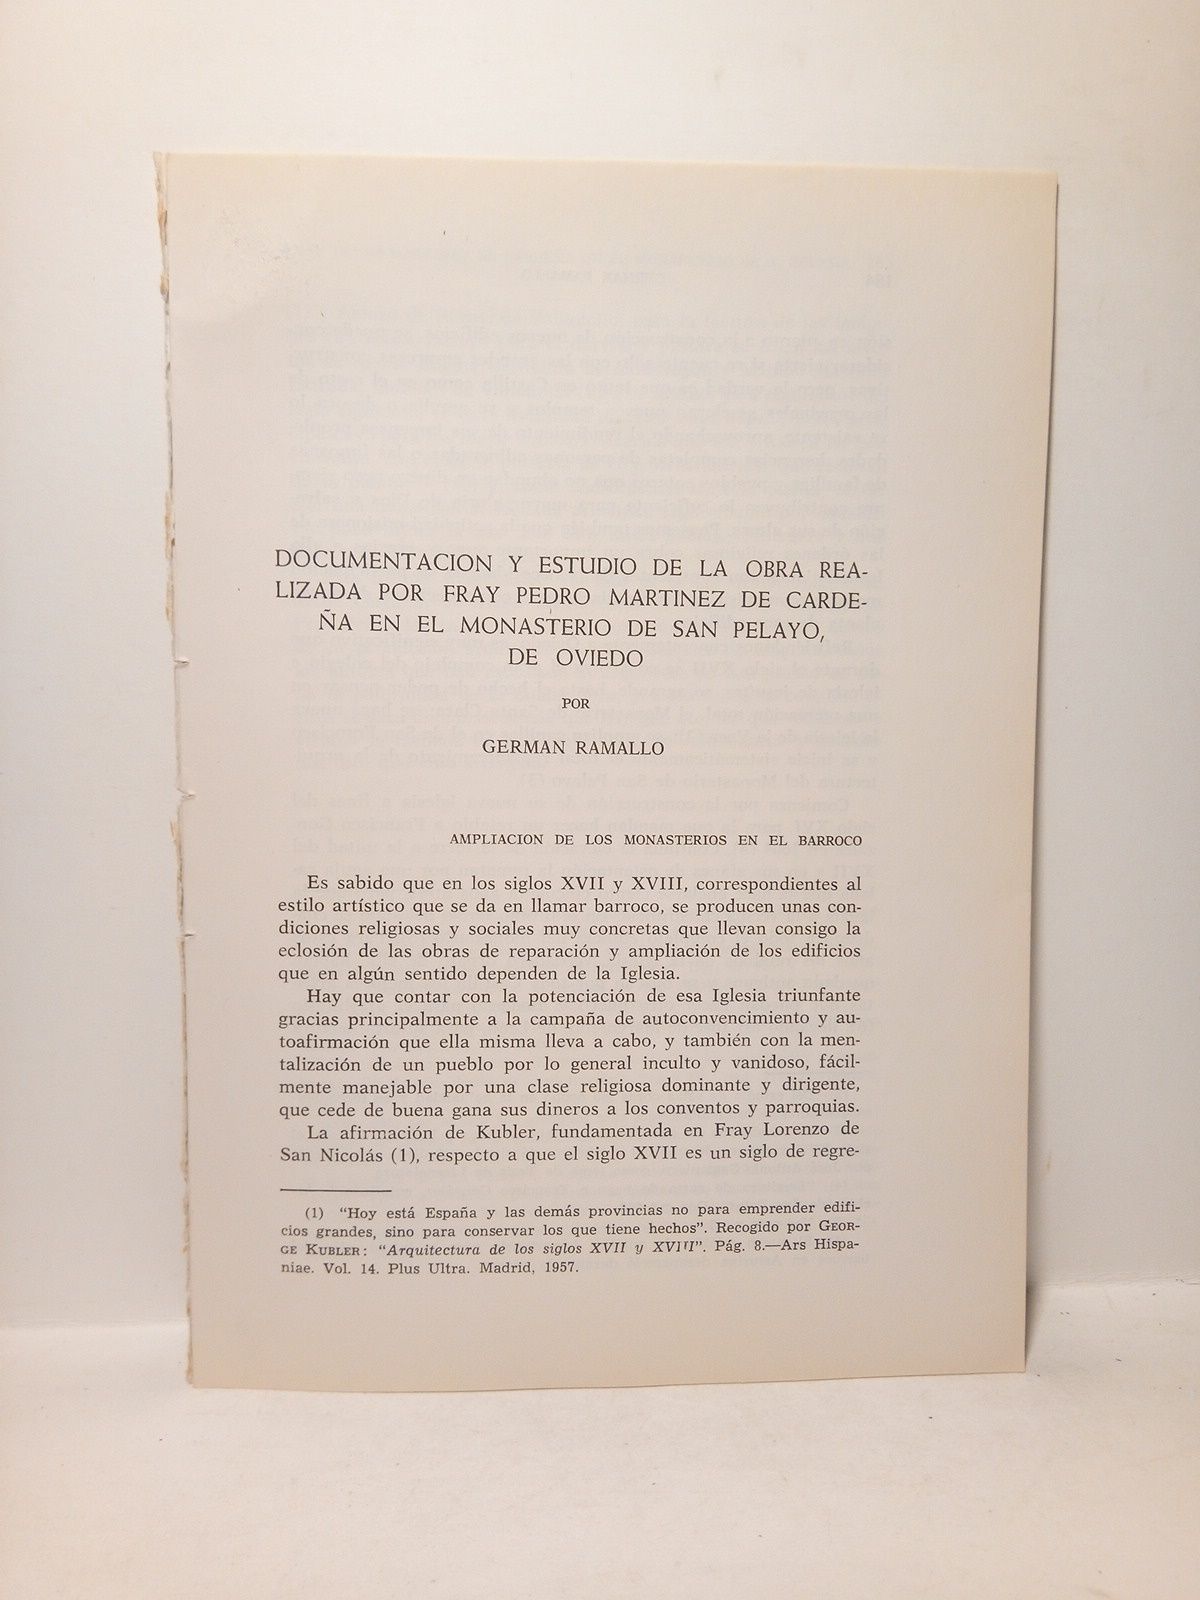 DOCUMENTACION Y ESTUDIO DE LA OBRA REA-
LIZADA POR FRAY PEDRO MARTINEZ DE CARDE-
ÑA EN EL MONASTERIO DE SAN PELAYO,
DE OVIEDO
POR
GERMAN RAMALLO
AMPLIACION DE LOS MONASTERIOS EN EL BARROCO
Es sabido que en los siglos XVII y XVIII, correspondientes al
estilo artístico que se da en llamar barroco, se producen unas con-
diciones religiosas y sociales muy concretas que llevan consigo la
eclosión de las obras de reparación y ampliación de los edificios
que en algún sentido dependen de la Iglesia.
Hay que contar con la potenciación de esa Iglesia triunfante
gracias principalmente a la campaña de autoconvencimiento y au-
toafirmación que ella misma lleva a cabo, y también con la men-
talización de un pueblo por lo general inculto y vanidoso, fácil-
mente manejable por una clase religiosa dominante y dirigente,
que cede de buena gana sus dineros a los conventos y parroquias.
La afirmación de Kubler, fundamentada en Fray Lorenzo de
San Nicolás (1), respecto a que el siglo XVII es un siglo de regre-
(1) "Hoy está España y las demás provincias no para emprender edifi-
cios grandes, sino para conservar los que tiene hechos". Recogido por GEOR-
GE KUBLER: "Arquitectura de los siglos XVII y XVIII". Pág. 8.—Ars Hispa-
niae. Vol. 14. Plus Ultra. Madrid, 1957.